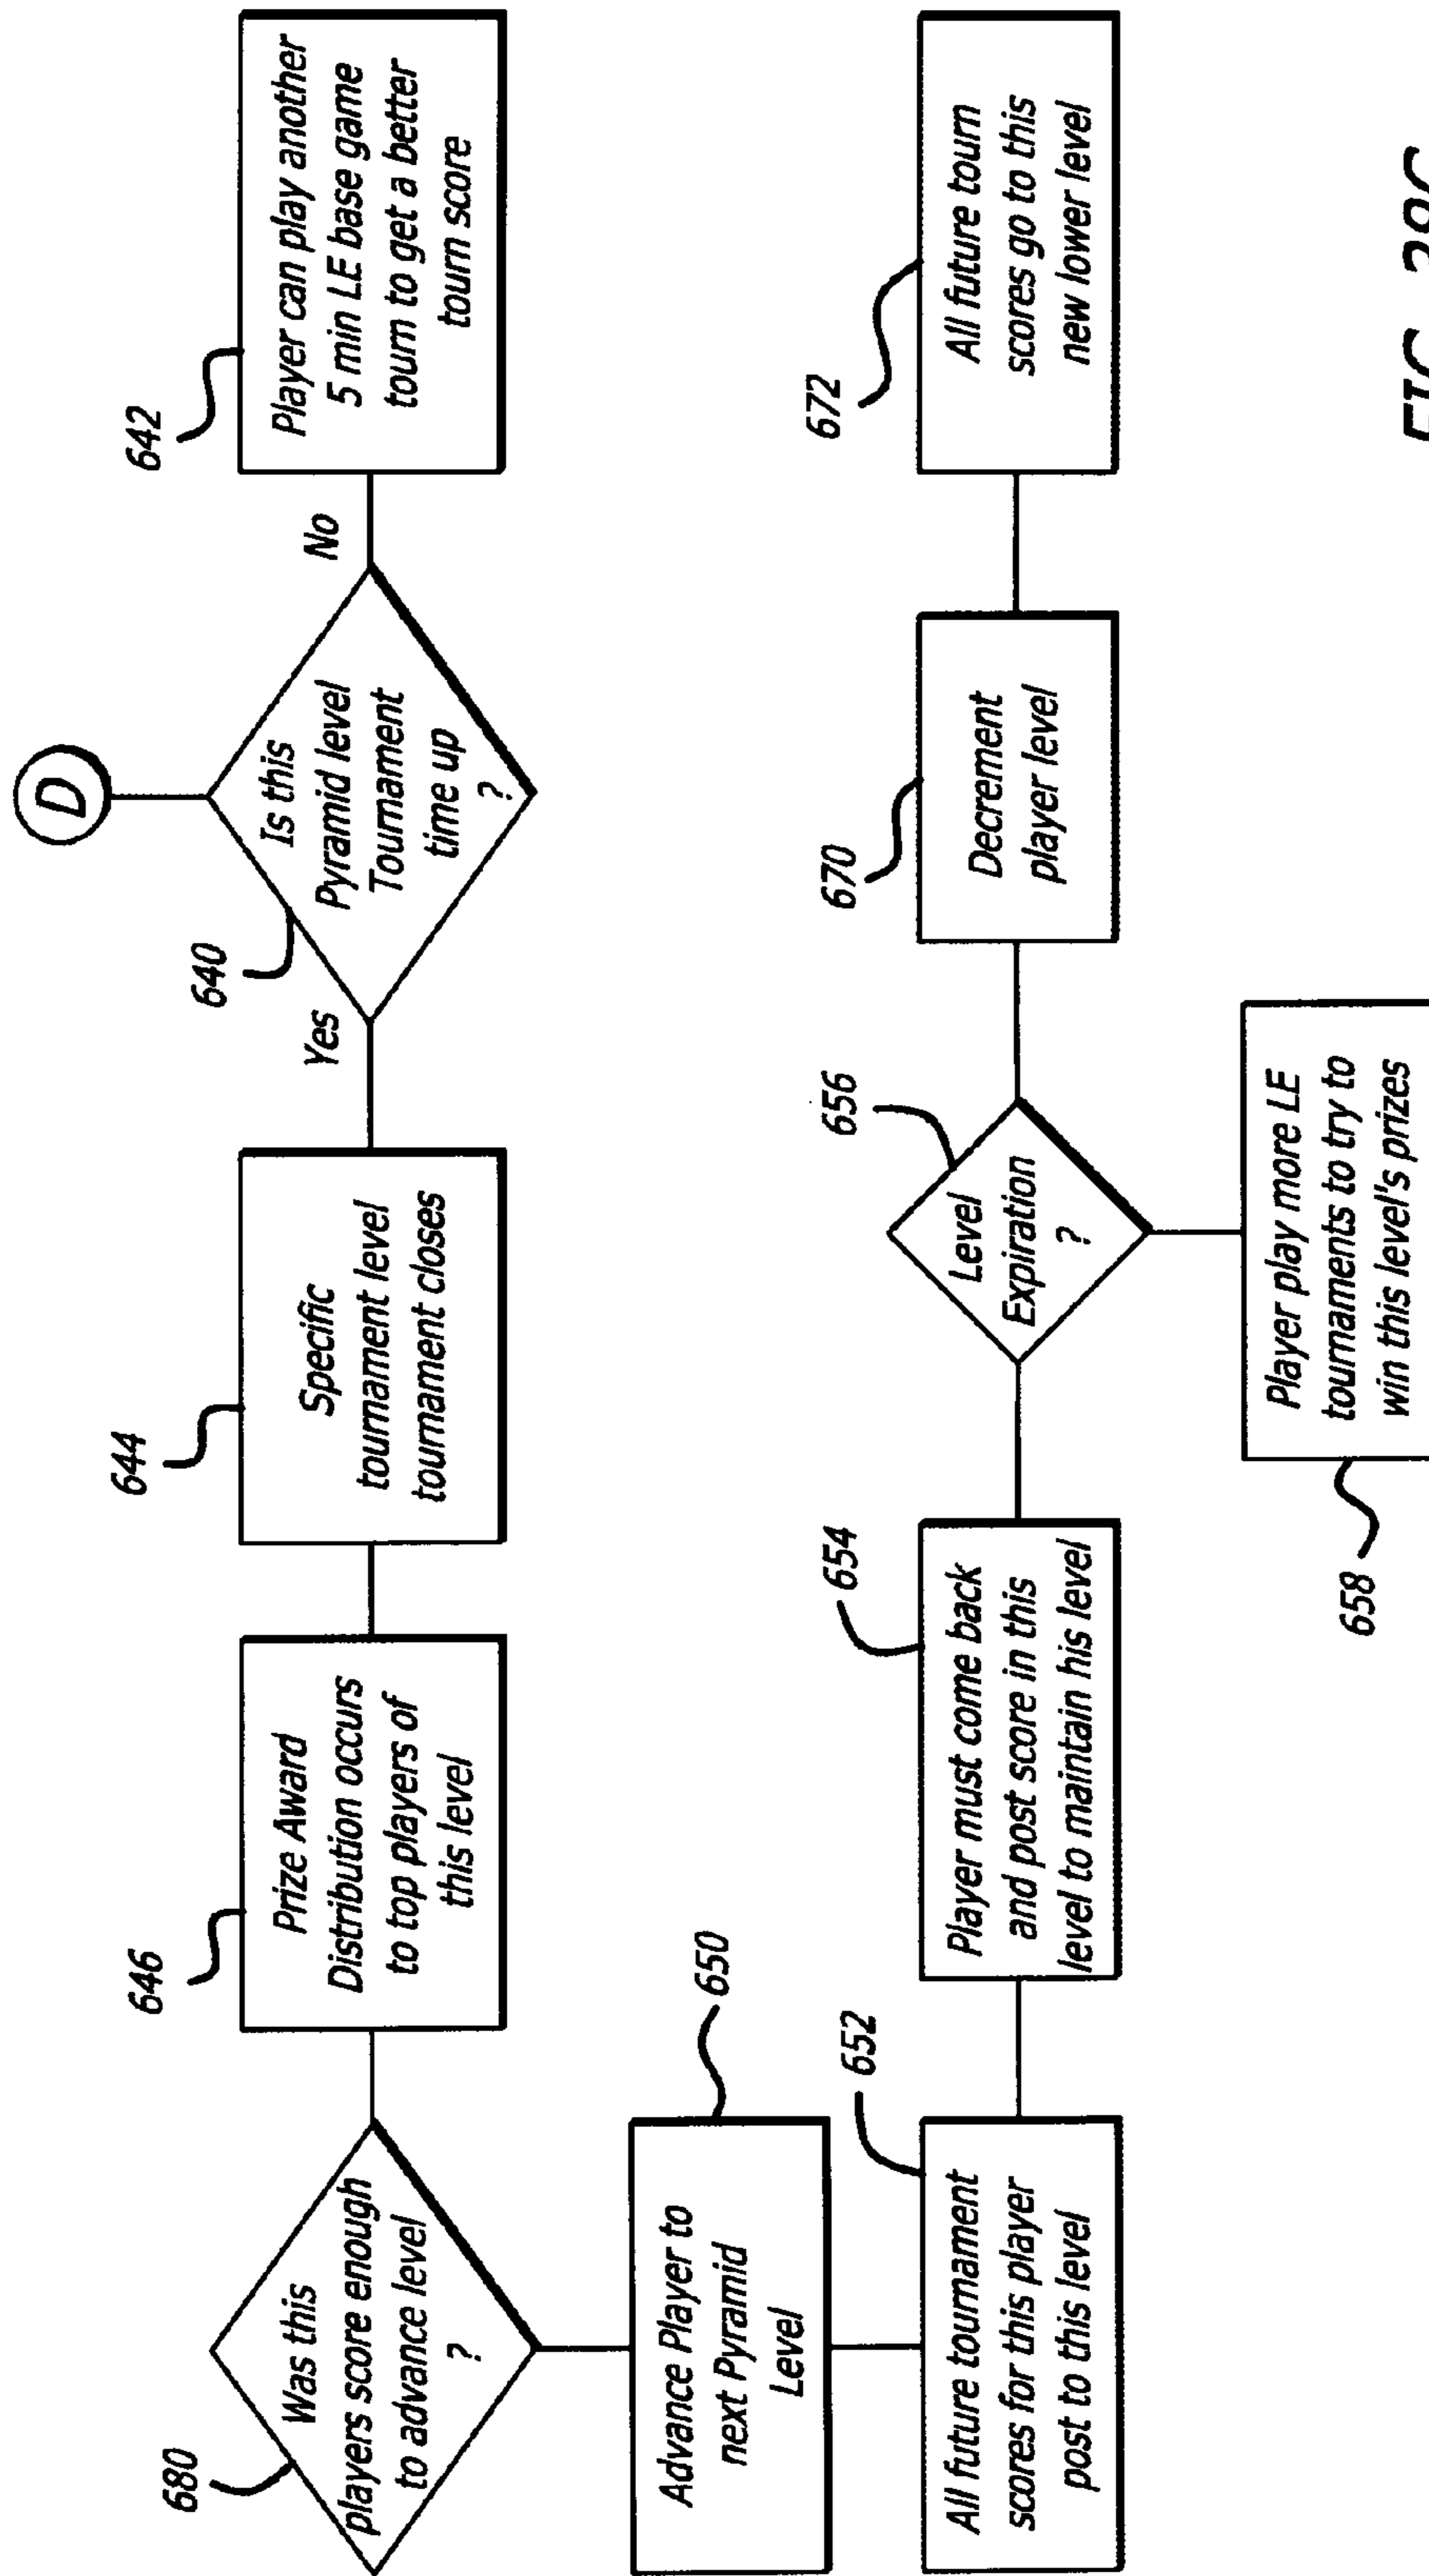 D
Is this
Pyramid level
Tournament
time up
?
640
Yes
No
642
Player can play another
5 min LE base game
tourn to get a better
tourn score
644
Specific
tournament level
tournament closes
646
Prize Award
Distribution occurs
to top players of
this level
680
Was this
players score enough
to advance level
?
650
Advance Player to
next Pyramid
Level
652
All future tournament
scores for this player
post to this level
654
Player must come back
and post score in this
level to maintain his level
656
Level
Expiration
?
658
Player play more LE
tournaments to try to
win this level's prizes
670
Decrement
player level
672
All future tourn
scores go to this
new lower level
FIG.